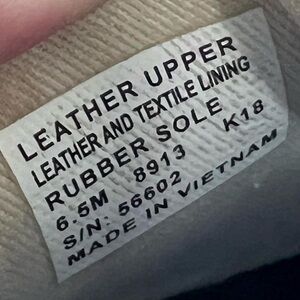 LEATHER UPPER
LEATHER AND TEXTILE LINING
RUBBER SOLE K18
6.5M 8913
S/N: 56602
MADE IN VIETNAM